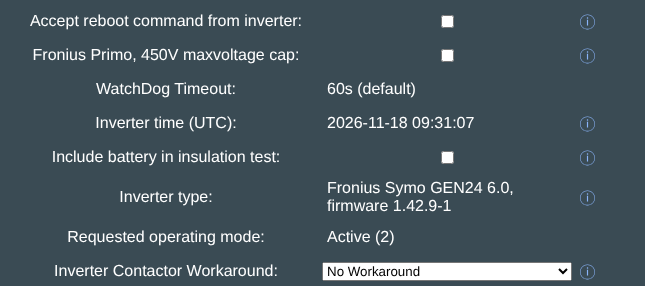 Accept reboot command from inverter:
Fronius Primo, 450V maxvoltage cap:
WatchDog Timeout: 60s (default)
Inverter time (UTC): 2026-11-18 09:31:07
Include battery in insulation test:
Inverter type: Fronius Symo GEN24 6.0,
firmware 1.42.9-1
Requested operating mode: Active (2)
Inverter Contactor Workaround: No Workaround